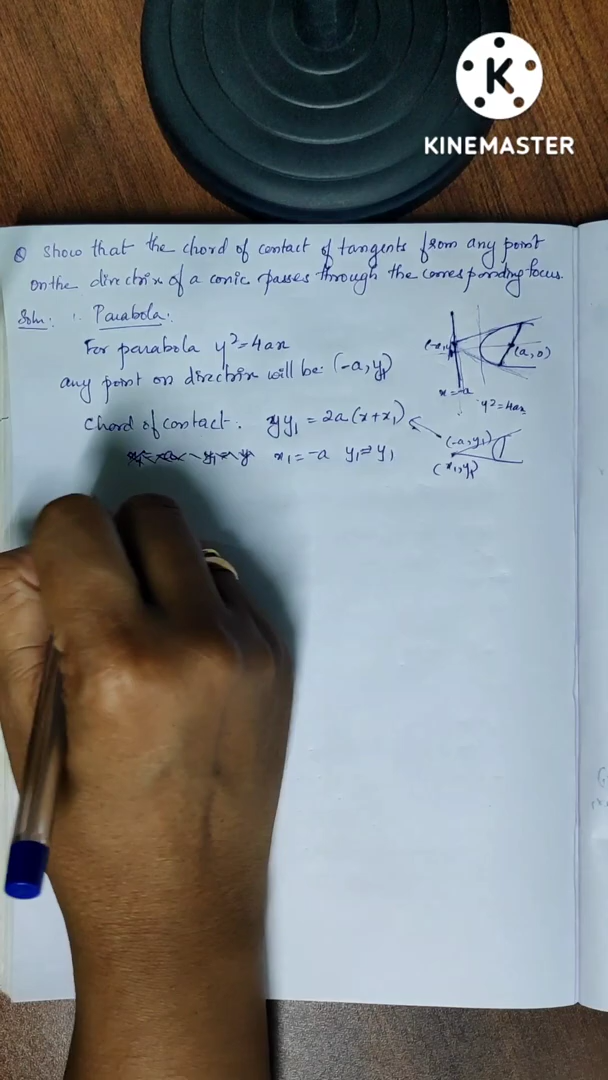 K
KINEMASTER
Q Show that the chord of contact of tangents from any point
on the directrix of a conic passes through the corresponding focus.
Soln: 1. Parabola:
For parabola y²=4ax
any point on directrix will be: (-a, y₁)
(a, 0)
x=-a
y²=4ax
Chord of contact. yy₁ = 2a(x+x₁)
(-a, y₁)
(x₁, y₁)
x₁ = -a y₁ = y₁